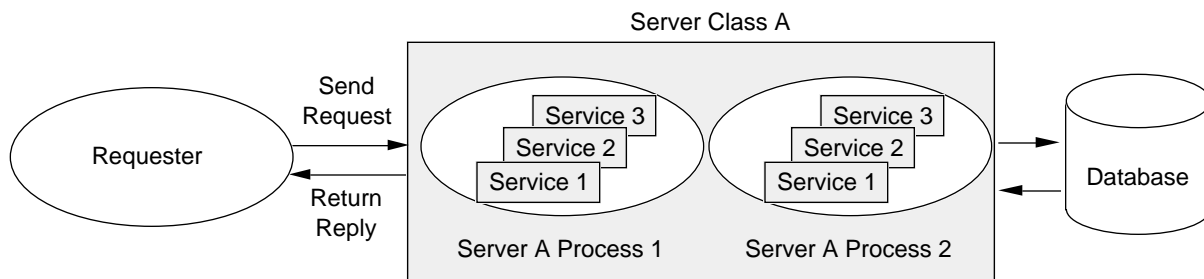 Server Class A
Send
Request
Requester
Return
Reply
Service 3
Service 2
Service 1
Server A Process 1
Service 3
Service 2
Service 1
Server A Process 2
Database